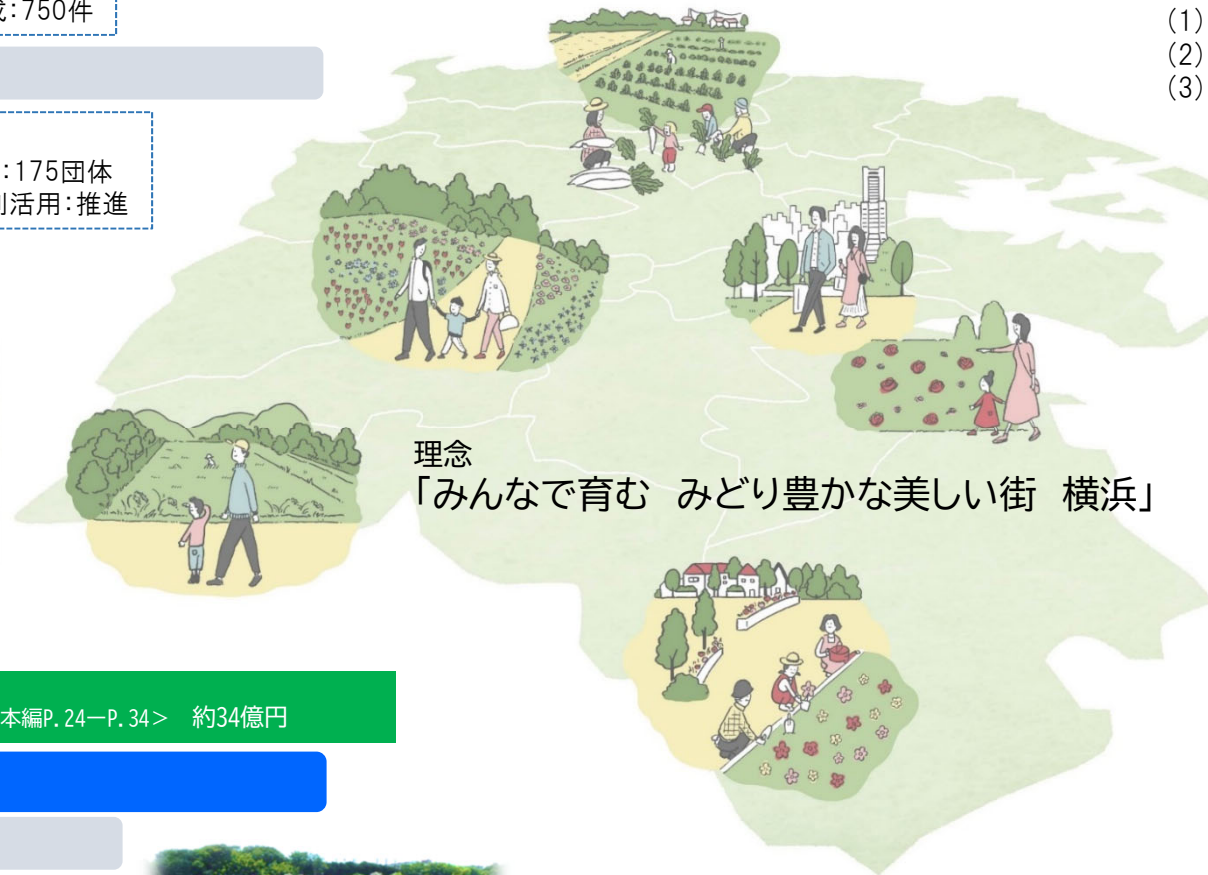 :750件
(1)
(2)
(3)
:175団体
活用:推進
理念
「みんなで育む　みどり豊かな美しい街　横浜」
本編P.24―P.34＞　約34億円